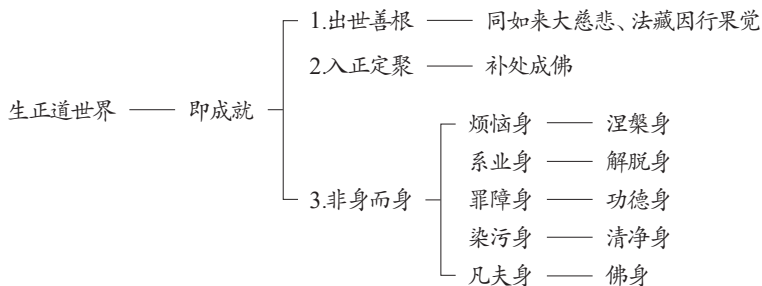 1.出世善根 —— 同如来大慈悲、法藏因行果觉
2.入正定聚 —— 补处成佛
生正道世界 —— 即成就
烦恼身 —— 涅槃身
系业身 —— 解脱身
3.非身而身
罪障身 —— 功德身
染污身 —— 清净身
凡夫身 —— 佛身